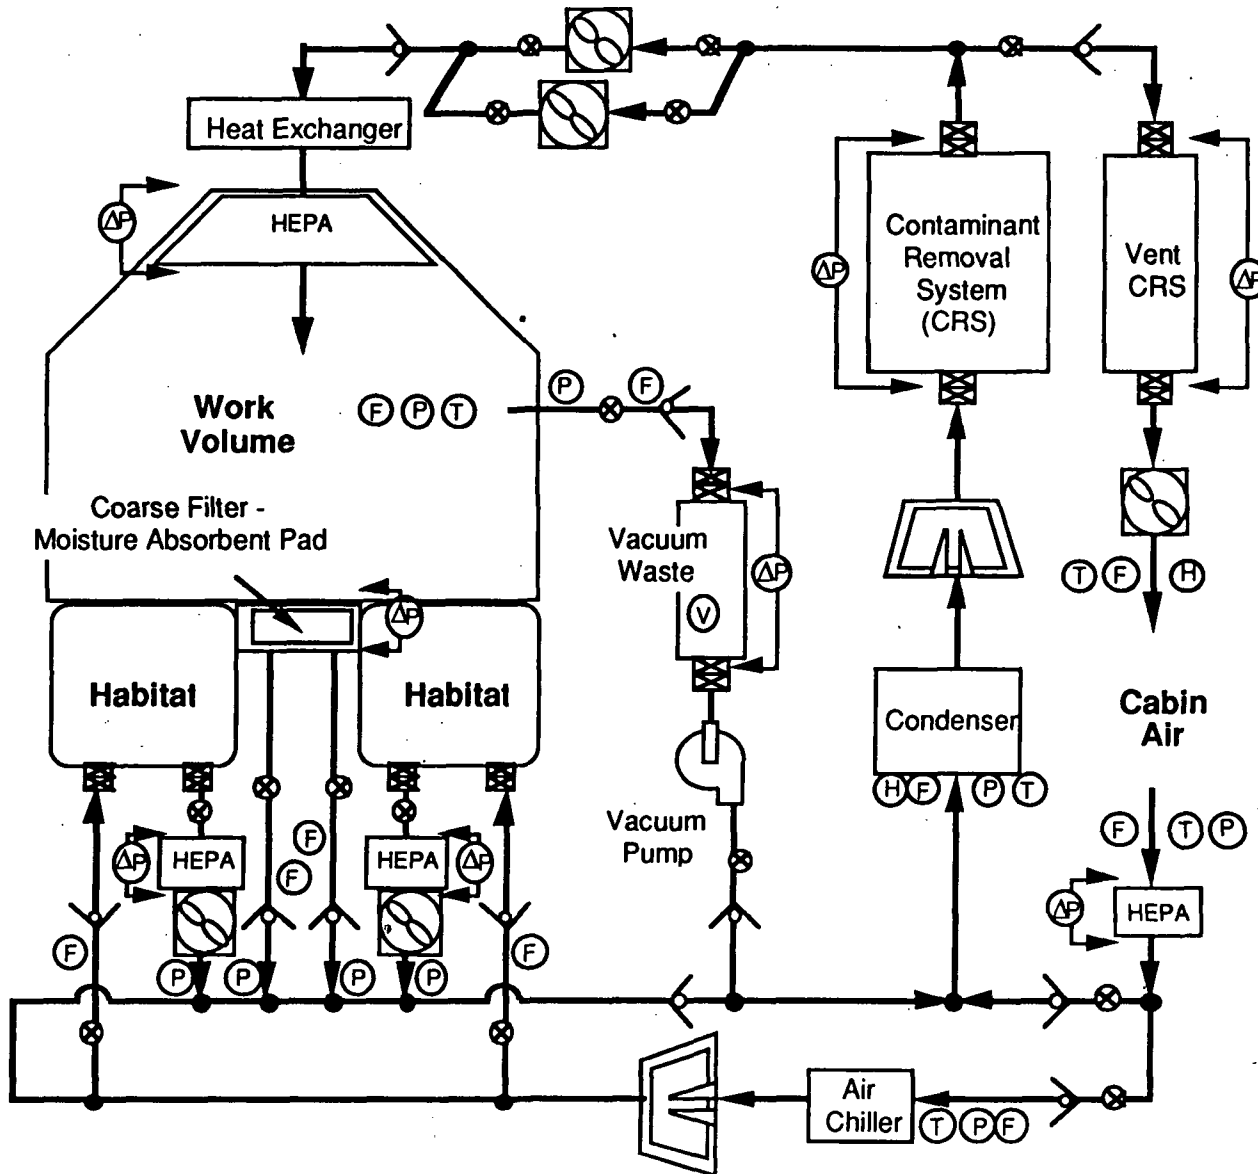 Heat Exchanger
ΔP
HEPA
Contaminant
Removal
System
(CRS)
ΔP
Vent
CRS
ΔP
Work
Volume
F P T
P
F
Coarse Filter -
Moisture Absorbent Pad
Vacuum
Waste
V
ΔP
T F H
ΔP
Habitat
Habitat
Condenser
H F P T
Cabin
Air
Vacuum
Pump
F T P
ΔP
HEPA
F
F
HEPA
ΔP
ΔP
HEPA
F
F
P
P
P
P
Air
Chiller
T P F